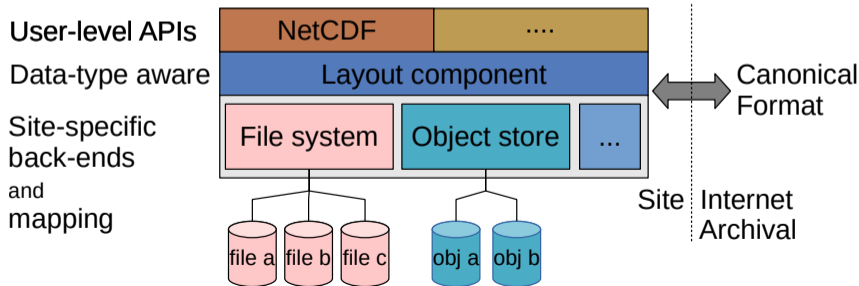 User-level APIs
NetCDF
....
Data-type aware
Layout component
Canonical
Format
Site-specific
back-ends
and
mapping
File system
Object store
...
Site
Internet
Archival
file a
file b
file c
obj a
obj b